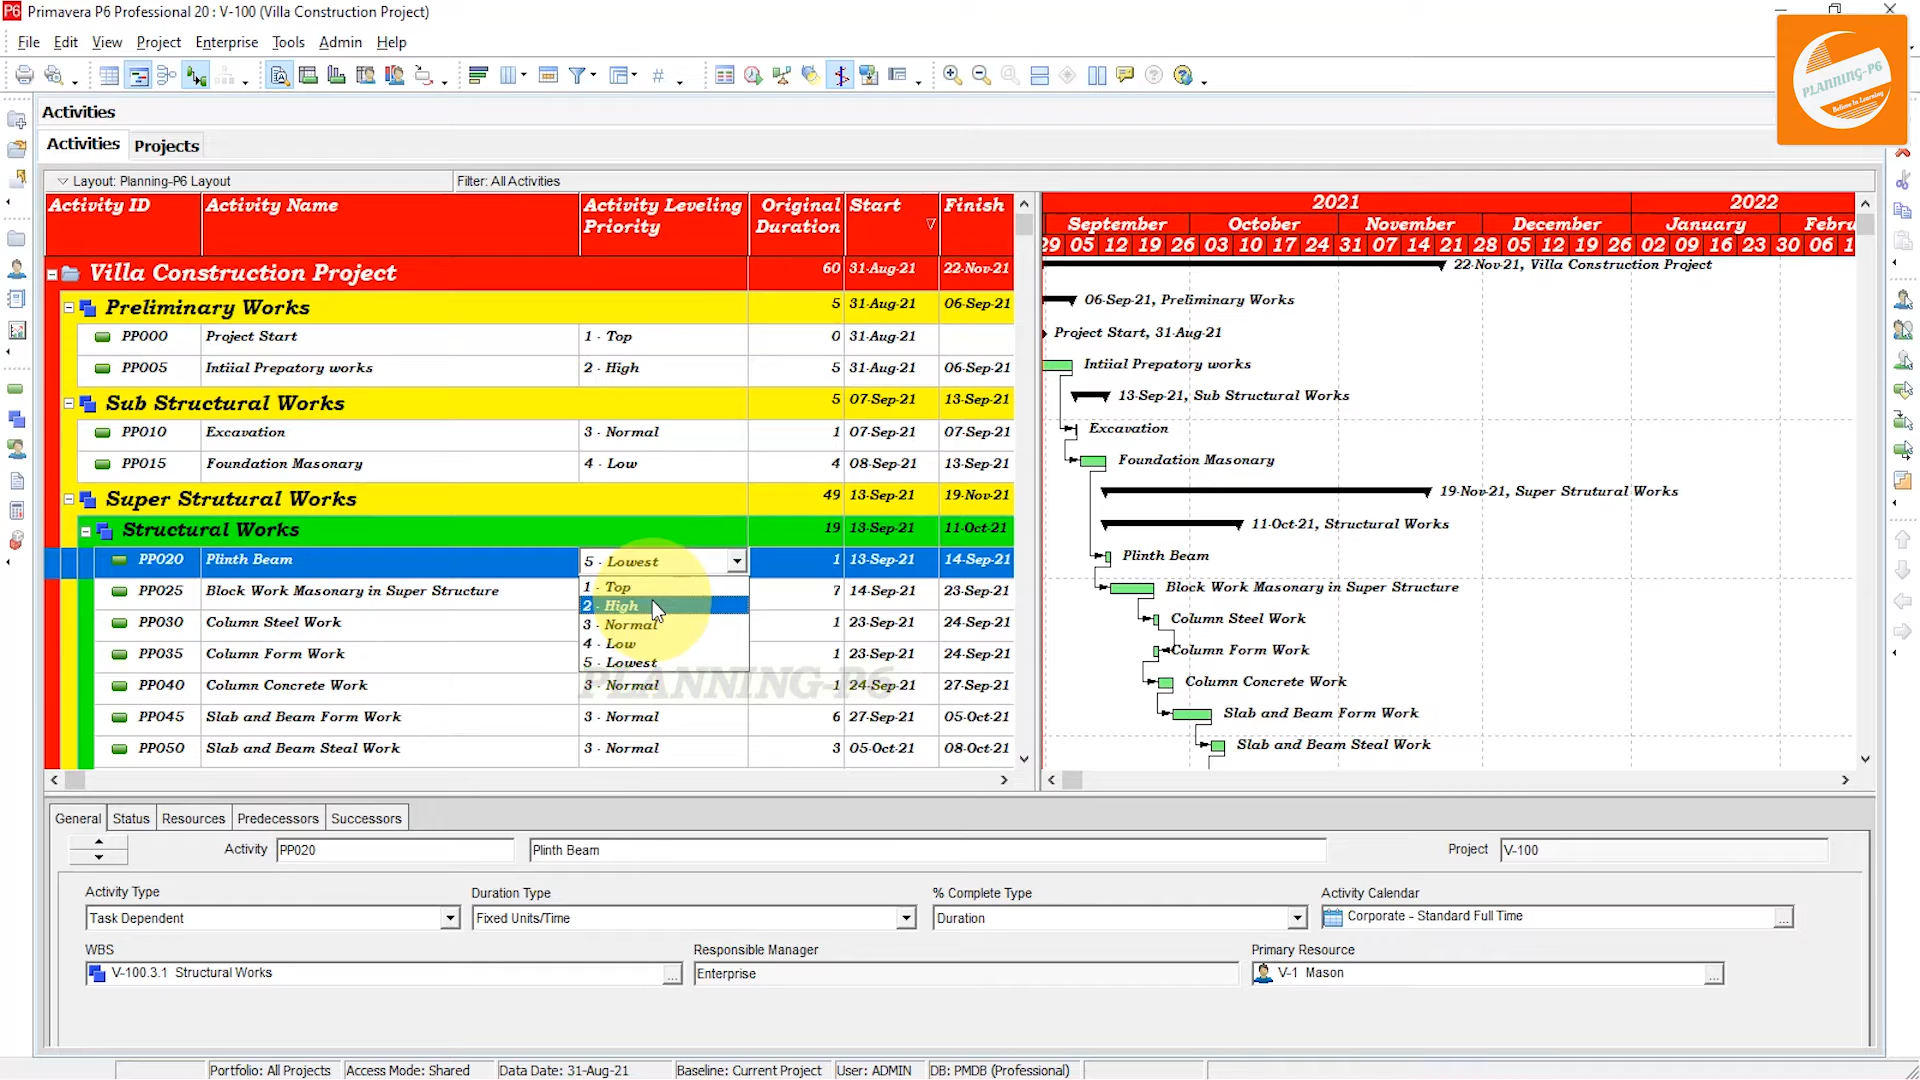 P6 Primavera P6 Professional 20 : V-100 (Villa Construction Project)
File Edit View Project Enterprise Tools Admin Help
PLANNING-P6
Believe In Learning
Activities
Activities Projects
Layout: Planning-P6 Layout Filter: All Activities
Activity ID Activity Name Activity Leveling Priority Original Duration Start Finish
2021 2022
September October November December January Febru
29 05 12 19 26 03 10 17 24 31 07 14 21 28 05 12 19 26 02 09 16 23 30 06 1
Villa Construction Project 60 31-Aug-21 22-Nov-21
22-Nov-21, Villa Construction Project
Preliminary Works 5 31-Aug-21 06-Sep-21
06-Sep-21, Preliminary Works
PP000 Project Start 1 - Top 0 31-Aug-21
Project Start, 31-Aug-21
PP005 Intiial Prepatory works 2 - High 5 31-Aug-21 06-Sep-21
Intiial Prepatory works
Sub Structural Works 5 07-Sep-21 13-Sep-21
13-Sep-21, Sub Structural Works
PP010 Excavation 3 - Normal 1 07-Sep-21 07-Sep-21
Excavation
PP015 Foundation Masonary 4 - Low 4 08-Sep-21 13-Sep-21
Foundation Masonary
Super Strutural Works 49 13-Sep-21 19-Nov-21
19-Nov-21, Super Strutural Works
Structural Works 19 13-Sep-21 11-Oct-21
11-Oct-21, Structural Works
PP020 Plinth Beam 5 - Lowest 1 13-Sep-21 14-Sep-21
Plinth Beam
1 - Top
2 - High
3 - Normal
4 - Low
5 - Lowest
PP025 Block Work Masonary in Super Structure 7 14-Sep-21 23-Sep-21
Block Work Masonary in Super Structure
PP030 Column Steel Work 1 23-Sep-21 24-Sep-21
Column Steel Work
PP035 Column Form Work 1 23-Sep-21 24-Sep-21
Column Form Work
PLANNING-P6
PP040 Column Concrete Work 3 - Normal 1 24-Sep-21 27-Sep-21
Column Concrete Work
PP045 Slab and Beam Form Work 3 - Normal 6 27-Sep-21 05-Oct-21
Slab and Beam Form Work
PP050 Slab and Beam Steal Work 3 - Normal 3 05-Oct-21 08-Oct-21
Slab and Beam Steal Work
General Status Resources Predecessors Successors
Activity PP020 Plinth Beam Project V-100
Activity Type Duration Type % Complete Type Activity Calendar
Task Dependent Fixed Units/Time Duration Corporate - Standard Full Time ...
WBS Responsible Manager Primary Resource
V-100.3.1 Structural Works ... Enterprise V-1 Mason ...
Portfolio: All Projects Access Mode: Shared Data Date: 31-Aug-21 Baseline: Current Project User: ADMIN DB: PMDB (Professional)